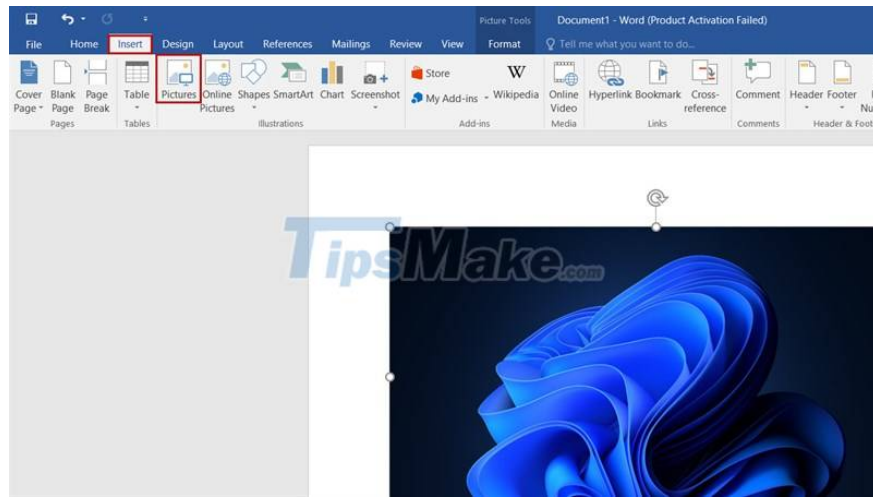 Picture Tools Document1 - Word (Product Activation Failed)
File Home Insert Design Layout References Mailings Review View Format Tell me what you want to do...
Cover Page
Blank Page
Page Break
Table
Pictures
Online Pictures
Shapes
SmartArt
Chart
Screenshot
Store
My Add-ins
W
Wikipedia
Online Video
Hyperlink
Bookmark
Cross-reference
Comment
Header
Footer
Nu
Pages Tables Illustrations Add-ins Media Links Comments Header & Foot
TipsMake.com